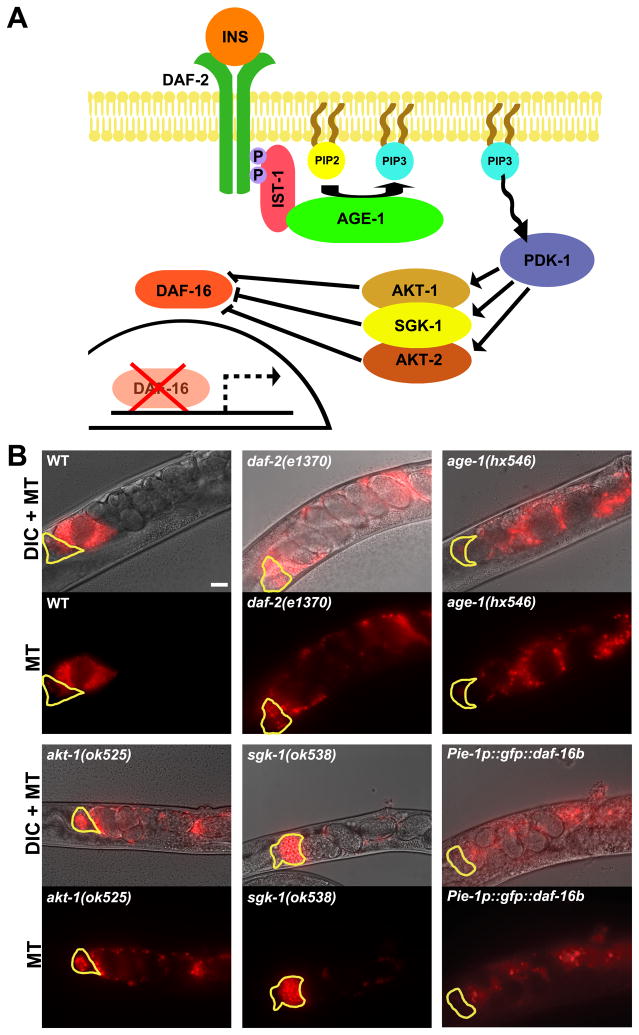 A
INS
DAF-2
P
P
IST-1
PIP2
PIP3
PIP3
AGE-1
PDK-1
DAF-16
AKT-1
SGK-1
AKT-2
DAF-16
B
DIC + MT
WT
daf-2(e1370)
age-1(hx546)
MT
WT
daf-2(e1370)
age-1(hx546)
DIC + MT
akt-1(ok525)
sgk-1(ok538)
Pie-1p::gfp::daf-16b
MT
akt-1(ok525)
sgk-1(ok538)
Pie-1p::gfp::daf-16b